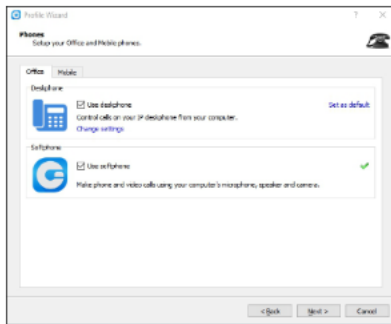 Profile Wizard
Phones
Setup your Office and Mobile phones.
Office Mobile
Deskphone
Use deskphone Set as default
Control calls on your IP deskphone from your computer.
Change settings
Softphone
Use softphone
Make phone and video calls using your computer's microphone, speaker and camera.
< Back Next > Cancel